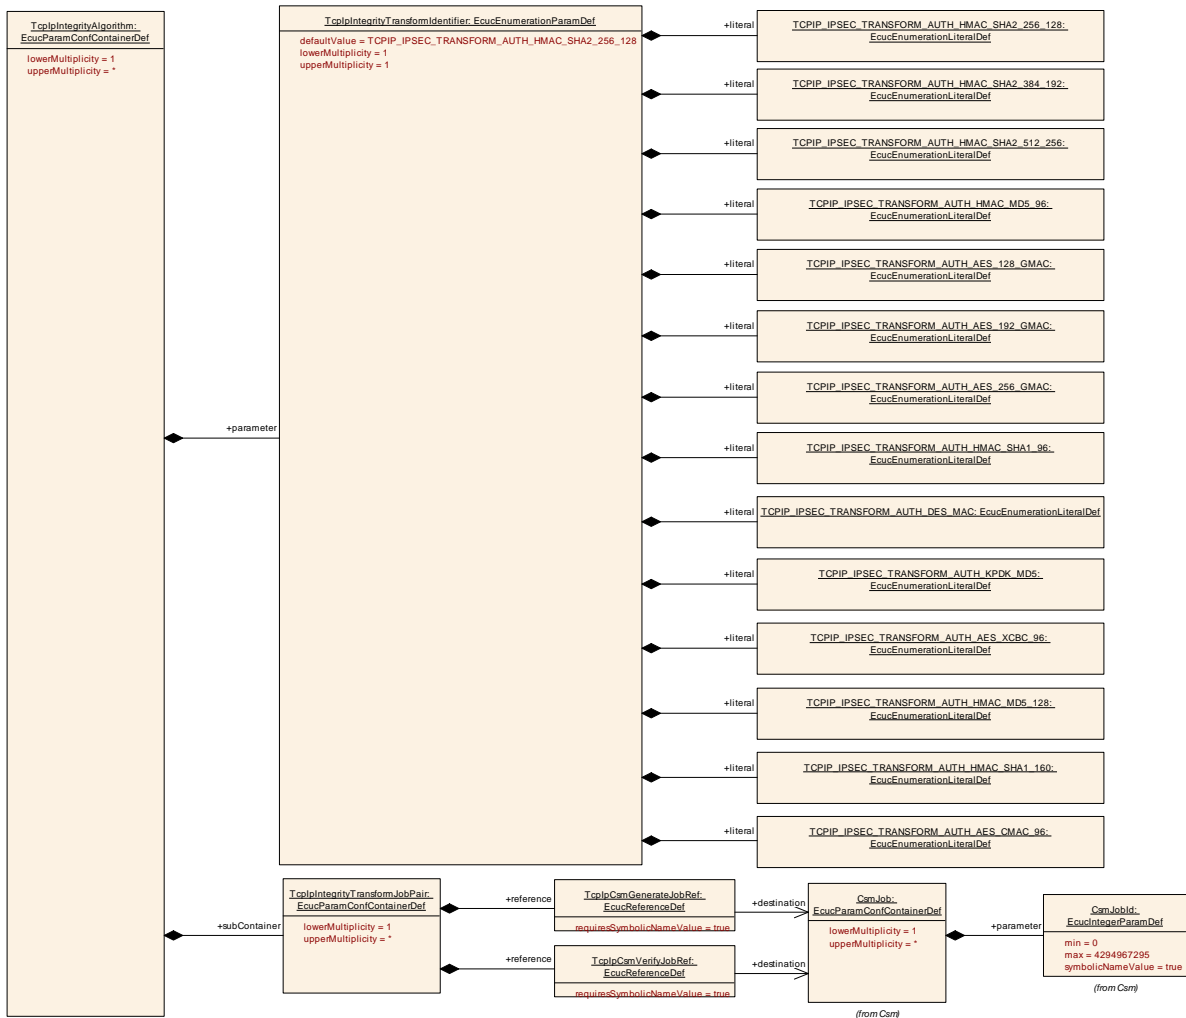 TcpIpIntegrityAlgorithm:
EcucParamConfContainerDef
lowerMultiplicity = 1
upperMultiplicity = *
TcpIpIntegrityTransformIdentifier: EcucEnumerationParamDef
defaultValue = TCPIP_IPSEC_TRANSFORM_AUTH_HMAC_SHA2_256_128
lowerMultiplicity = 1
upperMultiplicity = 1
+literal
TCPIP_IPSEC_TRANSFORM_AUTH_HMAC_SHA2_256_128:
EcucEnumerationLiteralDef
+literal
TCPIP_IPSEC_TRANSFORM_AUTH_HMAC_SHA2_384_192:
EcucEnumerationLiteralDef
+literal
TCPIP_IPSEC_TRANSFORM_AUTH_HMAC_SHA2_512_256:
EcucEnumerationLiteralDef
+literal
TCPIP_IPSEC_TRANSFORM_AUTH_HMAC_MD5_96:
EcucEnumerationLiteralDef
+literal
TCPIP_IPSEC_TRANSFORM_AUTH_AES_128_GMAC:
EcucEnumerationLiteralDef
+literal
TCPIP_IPSEC_TRANSFORM_AUTH_AES_192_GMAC:
EcucEnumerationLiteralDef
+literal
TCPIP_IPSEC_TRANSFORM_AUTH_AES_256_GMAC:
EcucEnumerationLiteralDef
+parameter
+literal
TCPIP_IPSEC_TRANSFORM_AUTH_HMAC_SHA1_96:
EcucEnumerationLiteralDef
+literal
TCPIP_IPSEC_TRANSFORM_AUTH_DES_MAC: EcucEnumerationLiteralDef
+literal
TCPIP_IPSEC_TRANSFORM_AUTH_KPDK_MD5:
EcucEnumerationLiteralDef
+literal
TCPIP_IPSEC_TRANSFORM_AUTH_AES_XCBC_96:
EcucEnumerationLiteralDef
+literal
TCPIP_IPSEC_TRANSFORM_AUTH_HMAC_MD5_128:
EcucEnumerationLiteralDef
+literal
TCPIP_IPSEC_TRANSFORM_AUTH_HMAC_SHA1_160:
EcucEnumerationLiteralDef
+literal
TCPIP_IPSEC_TRANSFORM_AUTH_AES_CMAC_96:
EcucEnumerationLiteralDef
+subContainer
TcpIpIntegrityTransformJobPair:
EcucParamConfContainerDef
lowerMultiplicity = 1
upperMultiplicity = *
+reference
TcpIpCsmGenerateJobRef:
EcucReferenceDef
requiresSymbolicNameValue = true
+destination
+reference
TcpIpCsmVerifyJobRef:
EcucReferenceDef
requiresSymbolicNameValue = true
+destination
CsmJob:
EcucParamConfContainerDef
lowerMultiplicity = 1
upperMultiplicity = *
(from Csm)
+parameter
CsmJobId:
EcucIntegerParamDef
min = 0
max = 4294967295
symbolicNameValue = true
(from Csm)